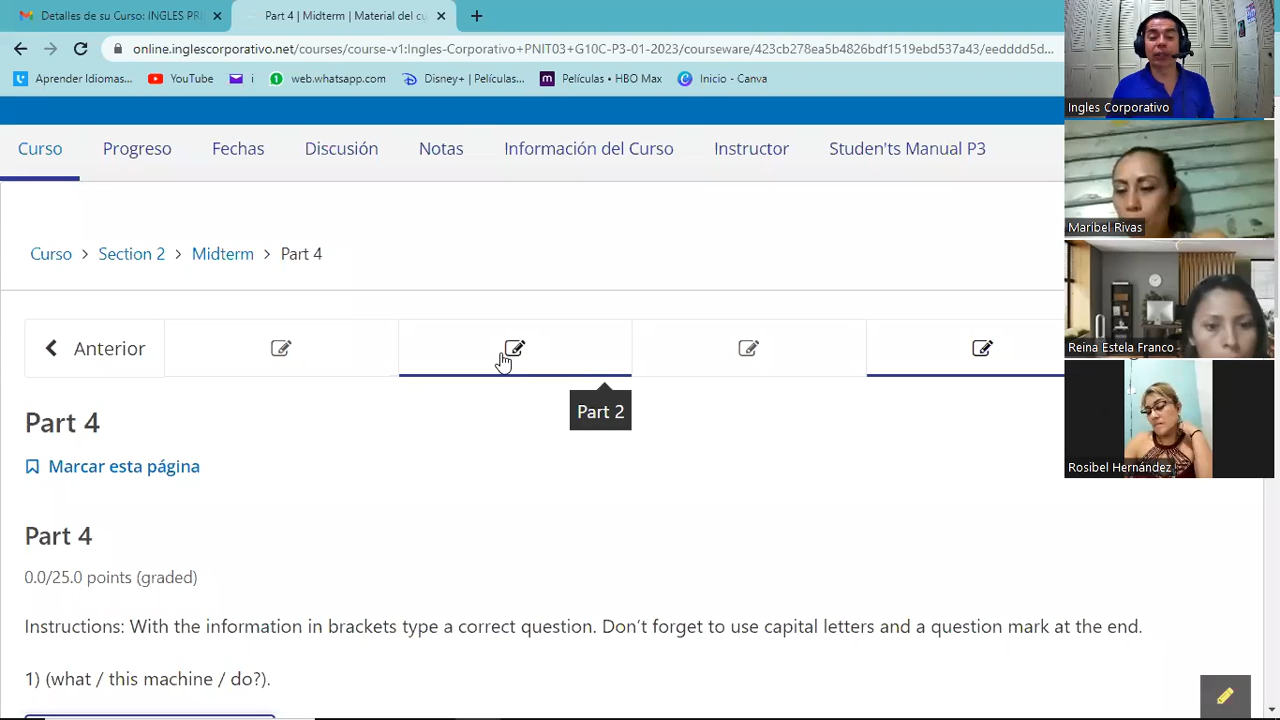 Detalles de su Curso: INGLES PRI
Part 4 | Midterm | Material del c
online.inglescorporativo.net/courses/course-v1:Ingles-Corporativo+PNIT03+G10C-P3-01-2023/courseware/423cb278ea5b4826bdf1519ebd537a43/eedddd5d...
Aprender Idiomas...
YouTube
i
web.whatsapp.com
Disney+ | Películas...
Películas • HBO Max
Inicio - Canva
Curso
Progreso
Fechas
Discusión
Notas
Información del Curso
Instructor
Studen'ts Manual P3
Curso > Section 2 > Midterm > Part 4
Anterior
Part 2
Part 4
Marcar esta página
Part 4
0.0/25.0 points (graded)
Instructions: With the information in brackets type a correct question. Don't forget to use capital letters and a question mark at the end.
1) (what / this machine / do?).
Ingles Corporativo
Maribel Rivas
Reina Estela Franco
Rosibel Hernández